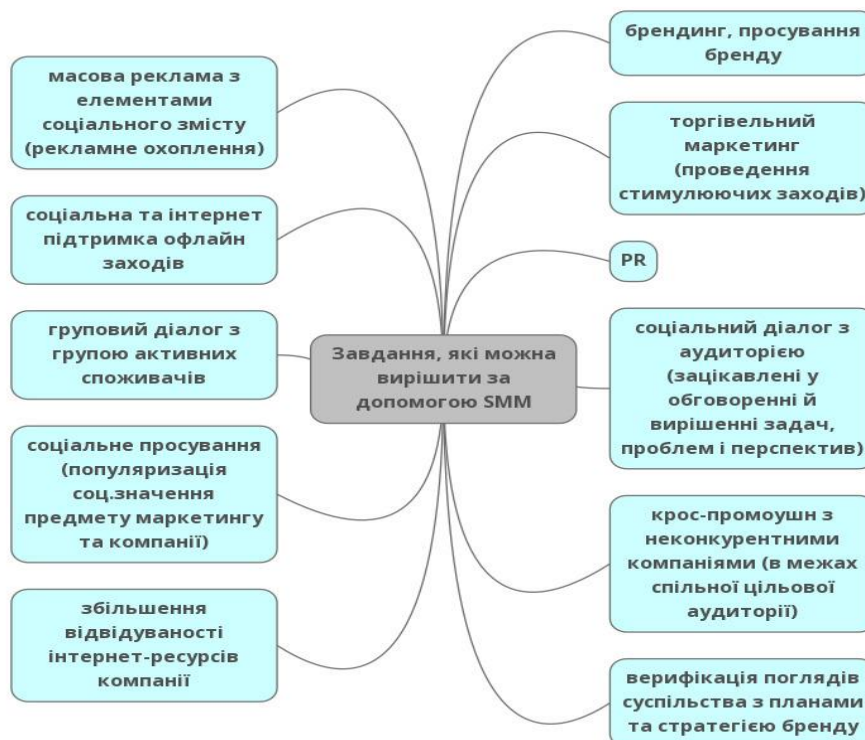 масова реклама з
елементами
соціального змісту
(рекламне охоплення)
соціальна та інтернет
підтримка офлайн
заходів
груповий діалог з
групою активних
споживачів
соціальне просування
(популяризація
соц.значення
предмету маркетингу
та компанії)
збільшення
відвідуваності
інтернет-ресурсів
компанії
Завдання, які можна
вирішити за
допомогою SMM
брендинг, просування
бренду
торгівельний
маркетинг
(проведення
стимулюючих заходів)
PR
соціальний діалог з
аудиторією
(зацікавлені у
обговоренні й
вирішенні задач,
проблем і перспектив)
крос-промоушн з
неконкурентними
компаніями (в межах
спільної цільової
аудиторії)
верифікація поглядів
суспільства з планами
та стратегією бренду